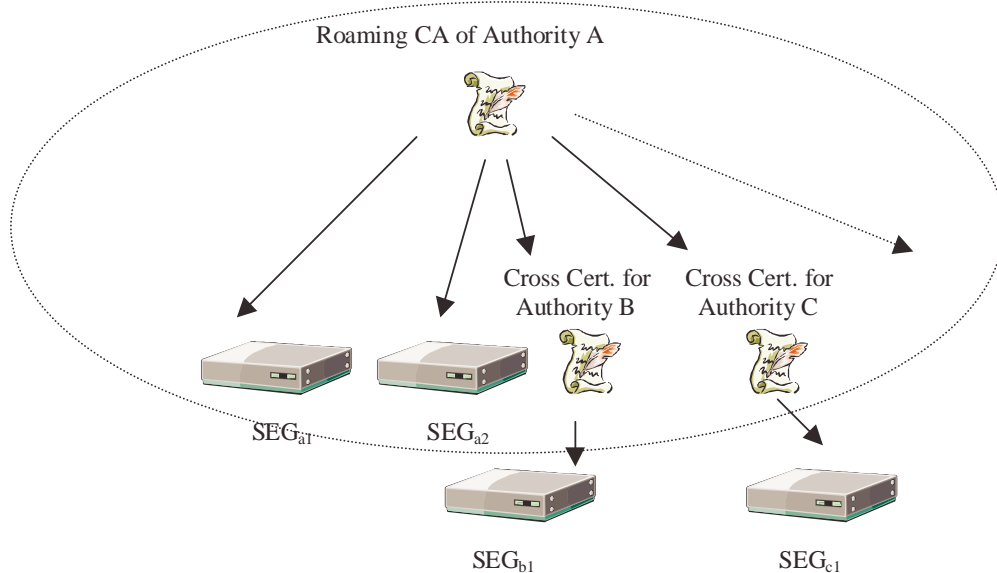 Roaming CA of Authority A
Cross Cert. for
Authority B
Cross Cert. for
Authority C
SEGa1
SEGa2
SEGb1
SEGc1